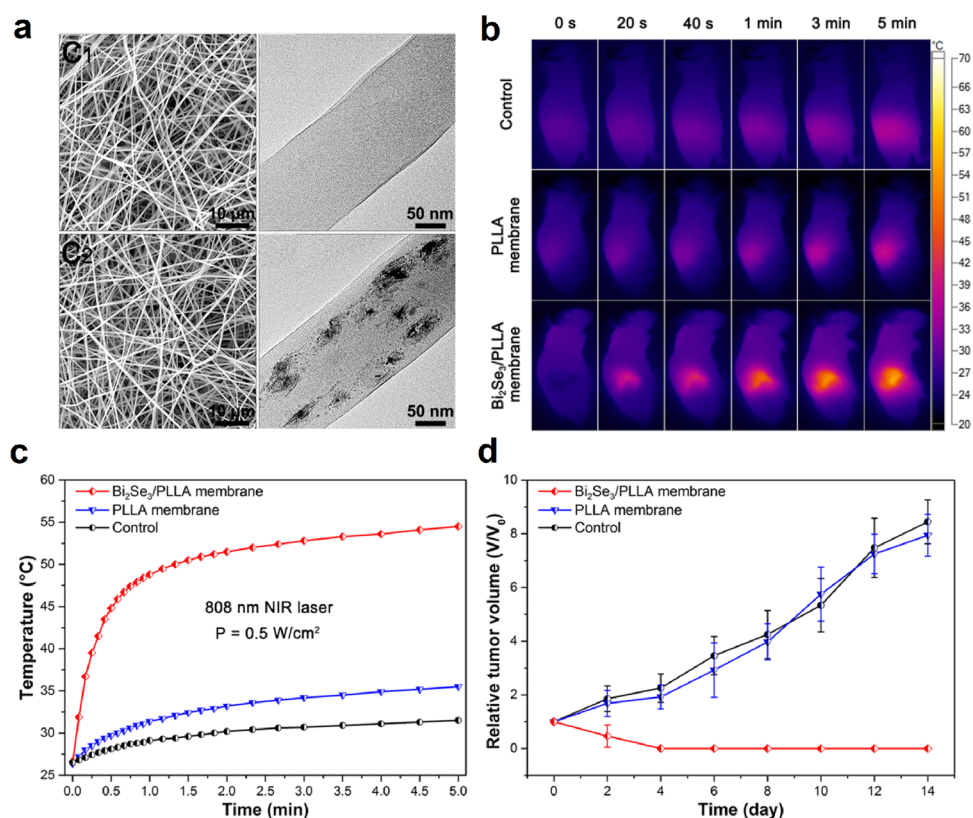 a
C1
10 µm
50 nm
C2
10 µm
50 nm
b
0 s 20 s 40 s 1 min 3 min 5 min
Control
PLLA
membrane
Bi₂Se₃/PLLA
membrane
°C
70
66
63
60
57
54
51
48
45
42
39
35
32
29
26
24
20
c
Temperature (°C)
60
55
50
45
40
35
30
25
Bi₂Se₃/PLLA membrane
PLLA membrane
Control
808 nm NIR laser
P = 0.5 W/cm²
0.0 0.5 1.0 1.5 2.0 2.5 3.0 3.5 4.0 4.5 5.0
Time (min)
d
Relative tumor volume (V/V₀)
10
8
6
4
2
0
Bi₂Se₃/PLLA membrane
PLLA membrane
Control
0 2 4 6 8 10 12 14
Time (day)